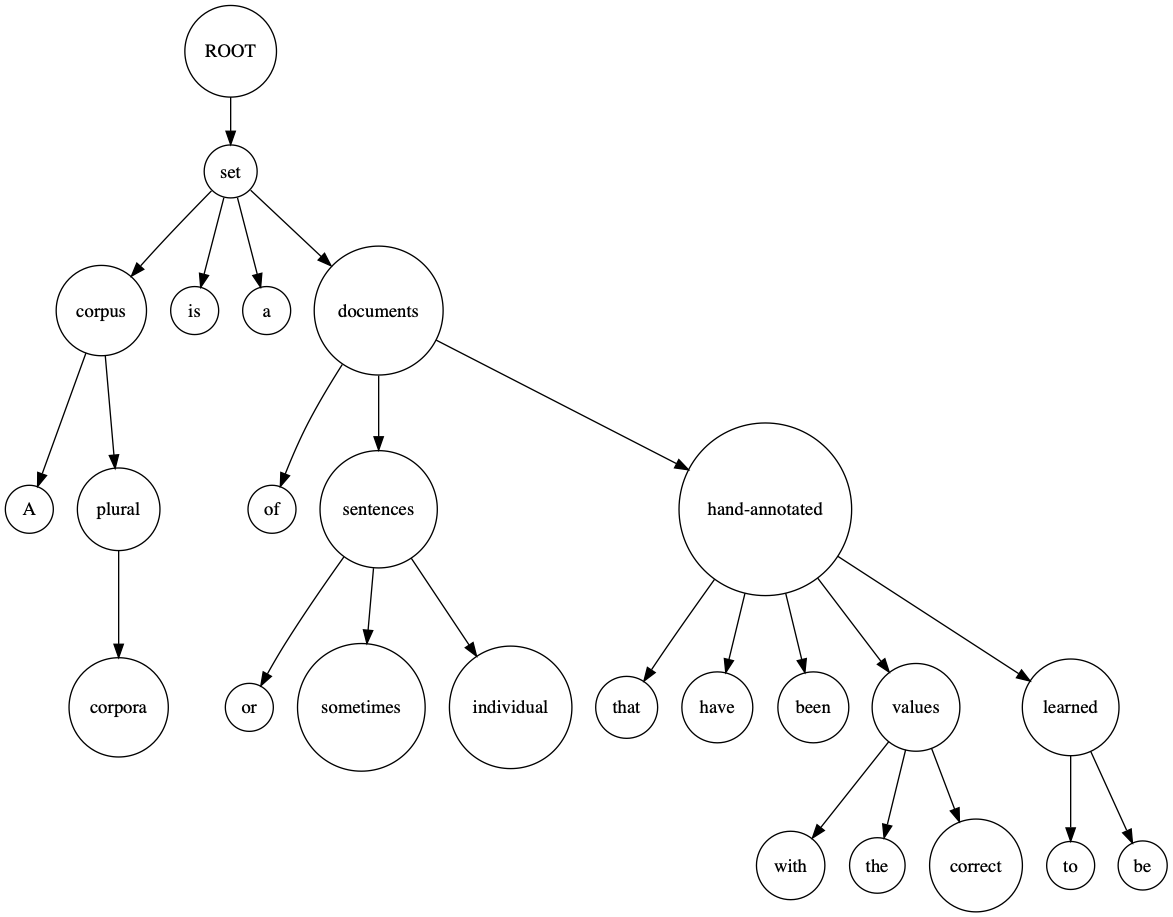 ROOT
set
corpus
is
a
documents
A
plural
of
sentences
hand-annotated
corpora
or
sometimes
individual
that
have
been
values
learned
with
the
correct
to
be